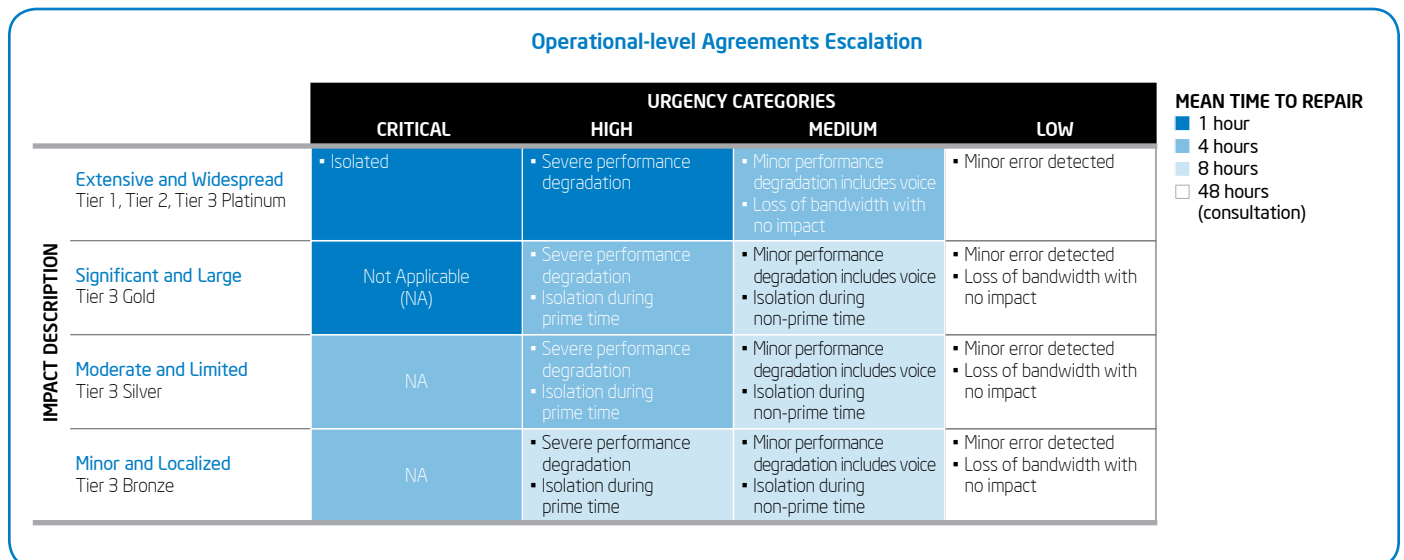 Operational-level Agreements Escalation
URGENCY CATEGORIES
CRITICAL
HIGH
MEDIUM
LOW
MEAN TIME TO REPAIR
1 hour
4 hours
8 hours
48 hours
(consultation)
IMPACT DESCRIPTION
Extensive and Widespread
Tier 1, Tier 2, Tier 3 Platinum
▪ Isolated
▪ Severe performance
degradation
▪ Minor performance
degradation includes voice
▪ Loss of bandwidth with
no impact
▪ Minor error detected
Significant and Large
Tier 3 Gold
Not Applicable
(NA)
▪ Severe performance
degradation
▪ Isolation during
prime time
▪ Minor performance
degradation includes voice
▪ Isolation during
non-prime time
▪ Minor error detected
▪ Loss of bandwidth with
no impact
Moderate and Limited
Tier 3 Silver
NA
▪ Severe performance
degradation
▪ Isolation during
prime time
▪ Minor performance
degradation includes voice
▪ Isolation during
non-prime time
▪ Minor error detected
▪ Loss of bandwidth with
no impact
Minor and Localized
Tier 3 Bronze
NA
▪ Severe performance
degradation
▪ Isolation during
prime time
▪ Minor performance
degradation includes voice
▪ Isolation during
non-prime time
▪ Minor error detected
▪ Loss of bandwidth with
no impact